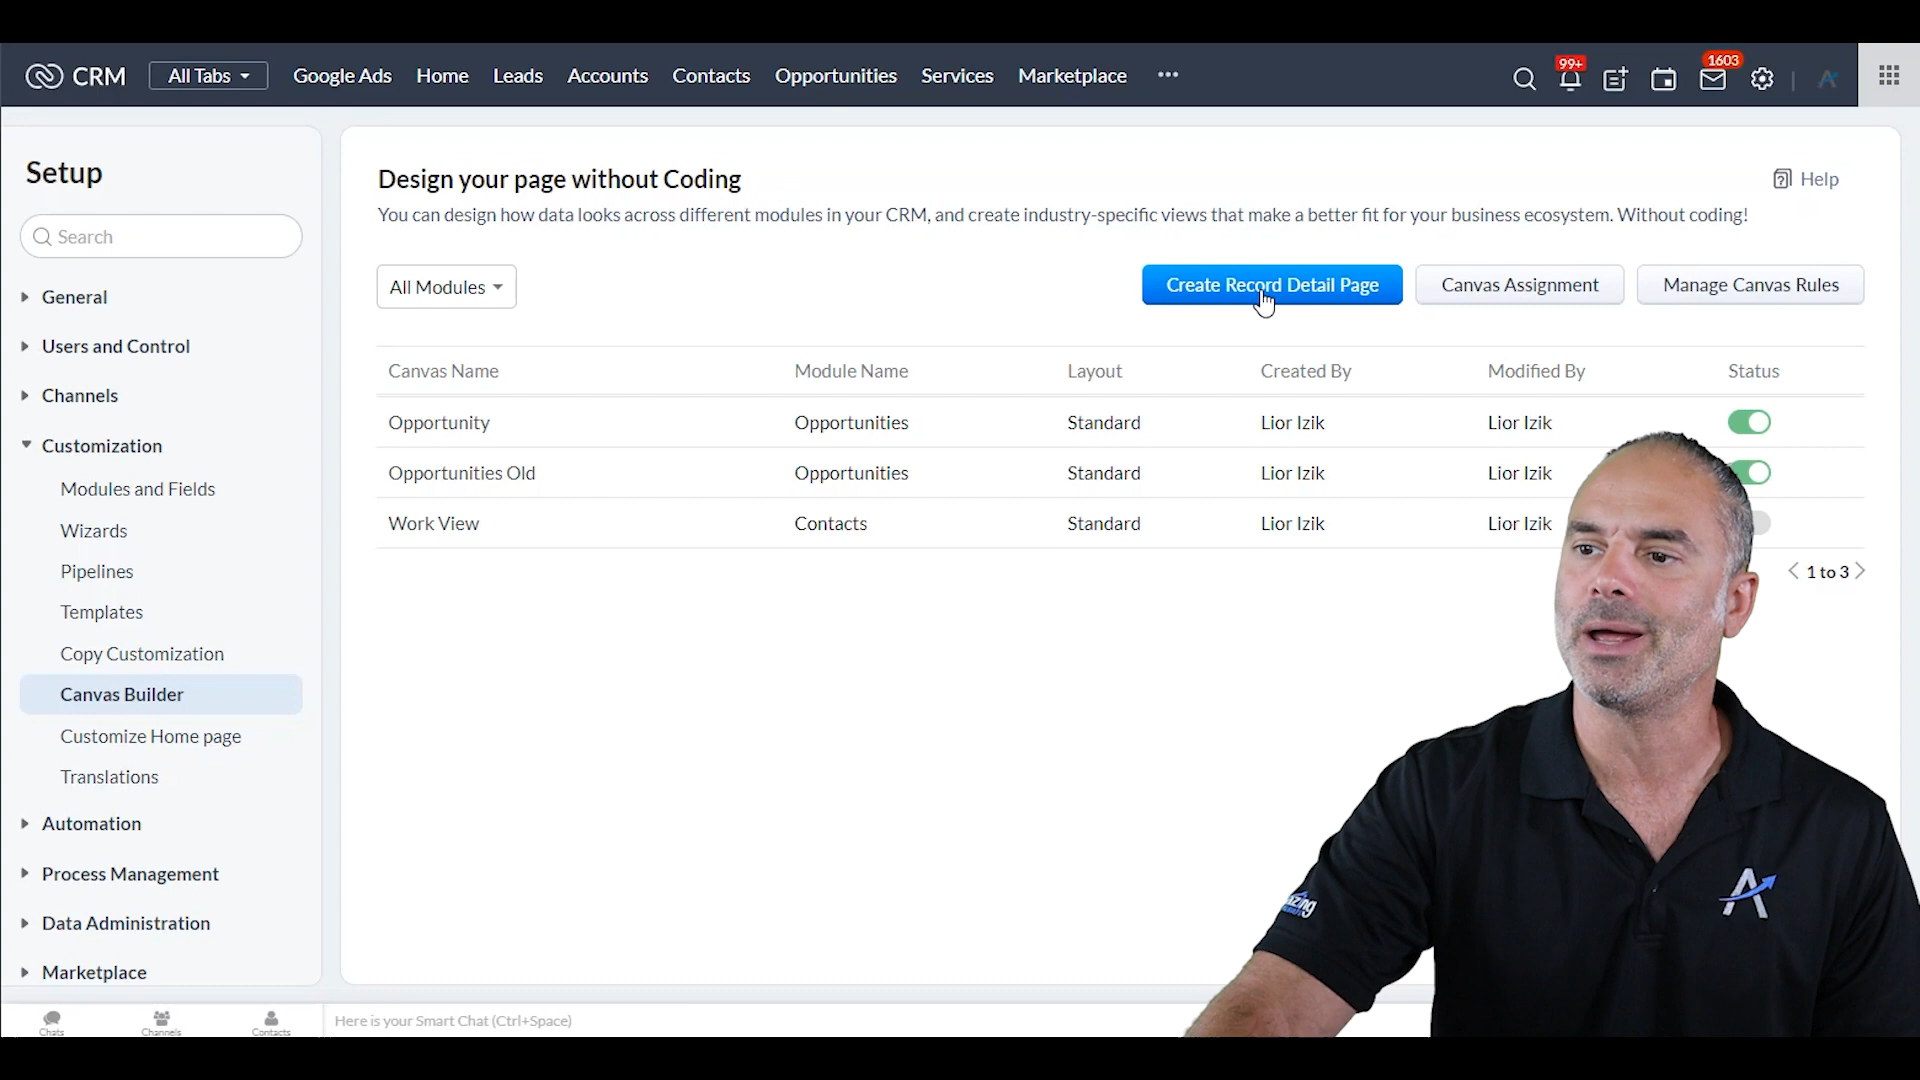 CRM All Tabs Google Ads Home Leads Accounts Contacts Opportunities Services Marketplace ••• 99+ 1603
Setup
Search
General
Users and Control
Channels
Customization
Modules and Fields
Wizards
Pipelines
Templates
Copy Customization
Canvas Builder
Customize Home page
Translations
Automation
Process Management
Data Administration
Marketplace
Design your page without Coding
Help
You can design how data looks across different modules in your CRM, and create industry-specific views that make a better fit for your business ecosystem. Without coding!
All Modules Create Record Detail Page Canvas Assignment Manage Canvas Rules
Canvas Name Module Name Layout Created By Modified By Status
Opportunity Opportunities Standard Lior Izik Lior Izik
Opportunities Old Opportunities Standard Lior Izik Lior Izik
Work View Contacts Standard Lior Izik Lior Izik
1 to 3
Chats Channels Contacts Here is your Smart Chat (Ctrl+Space)